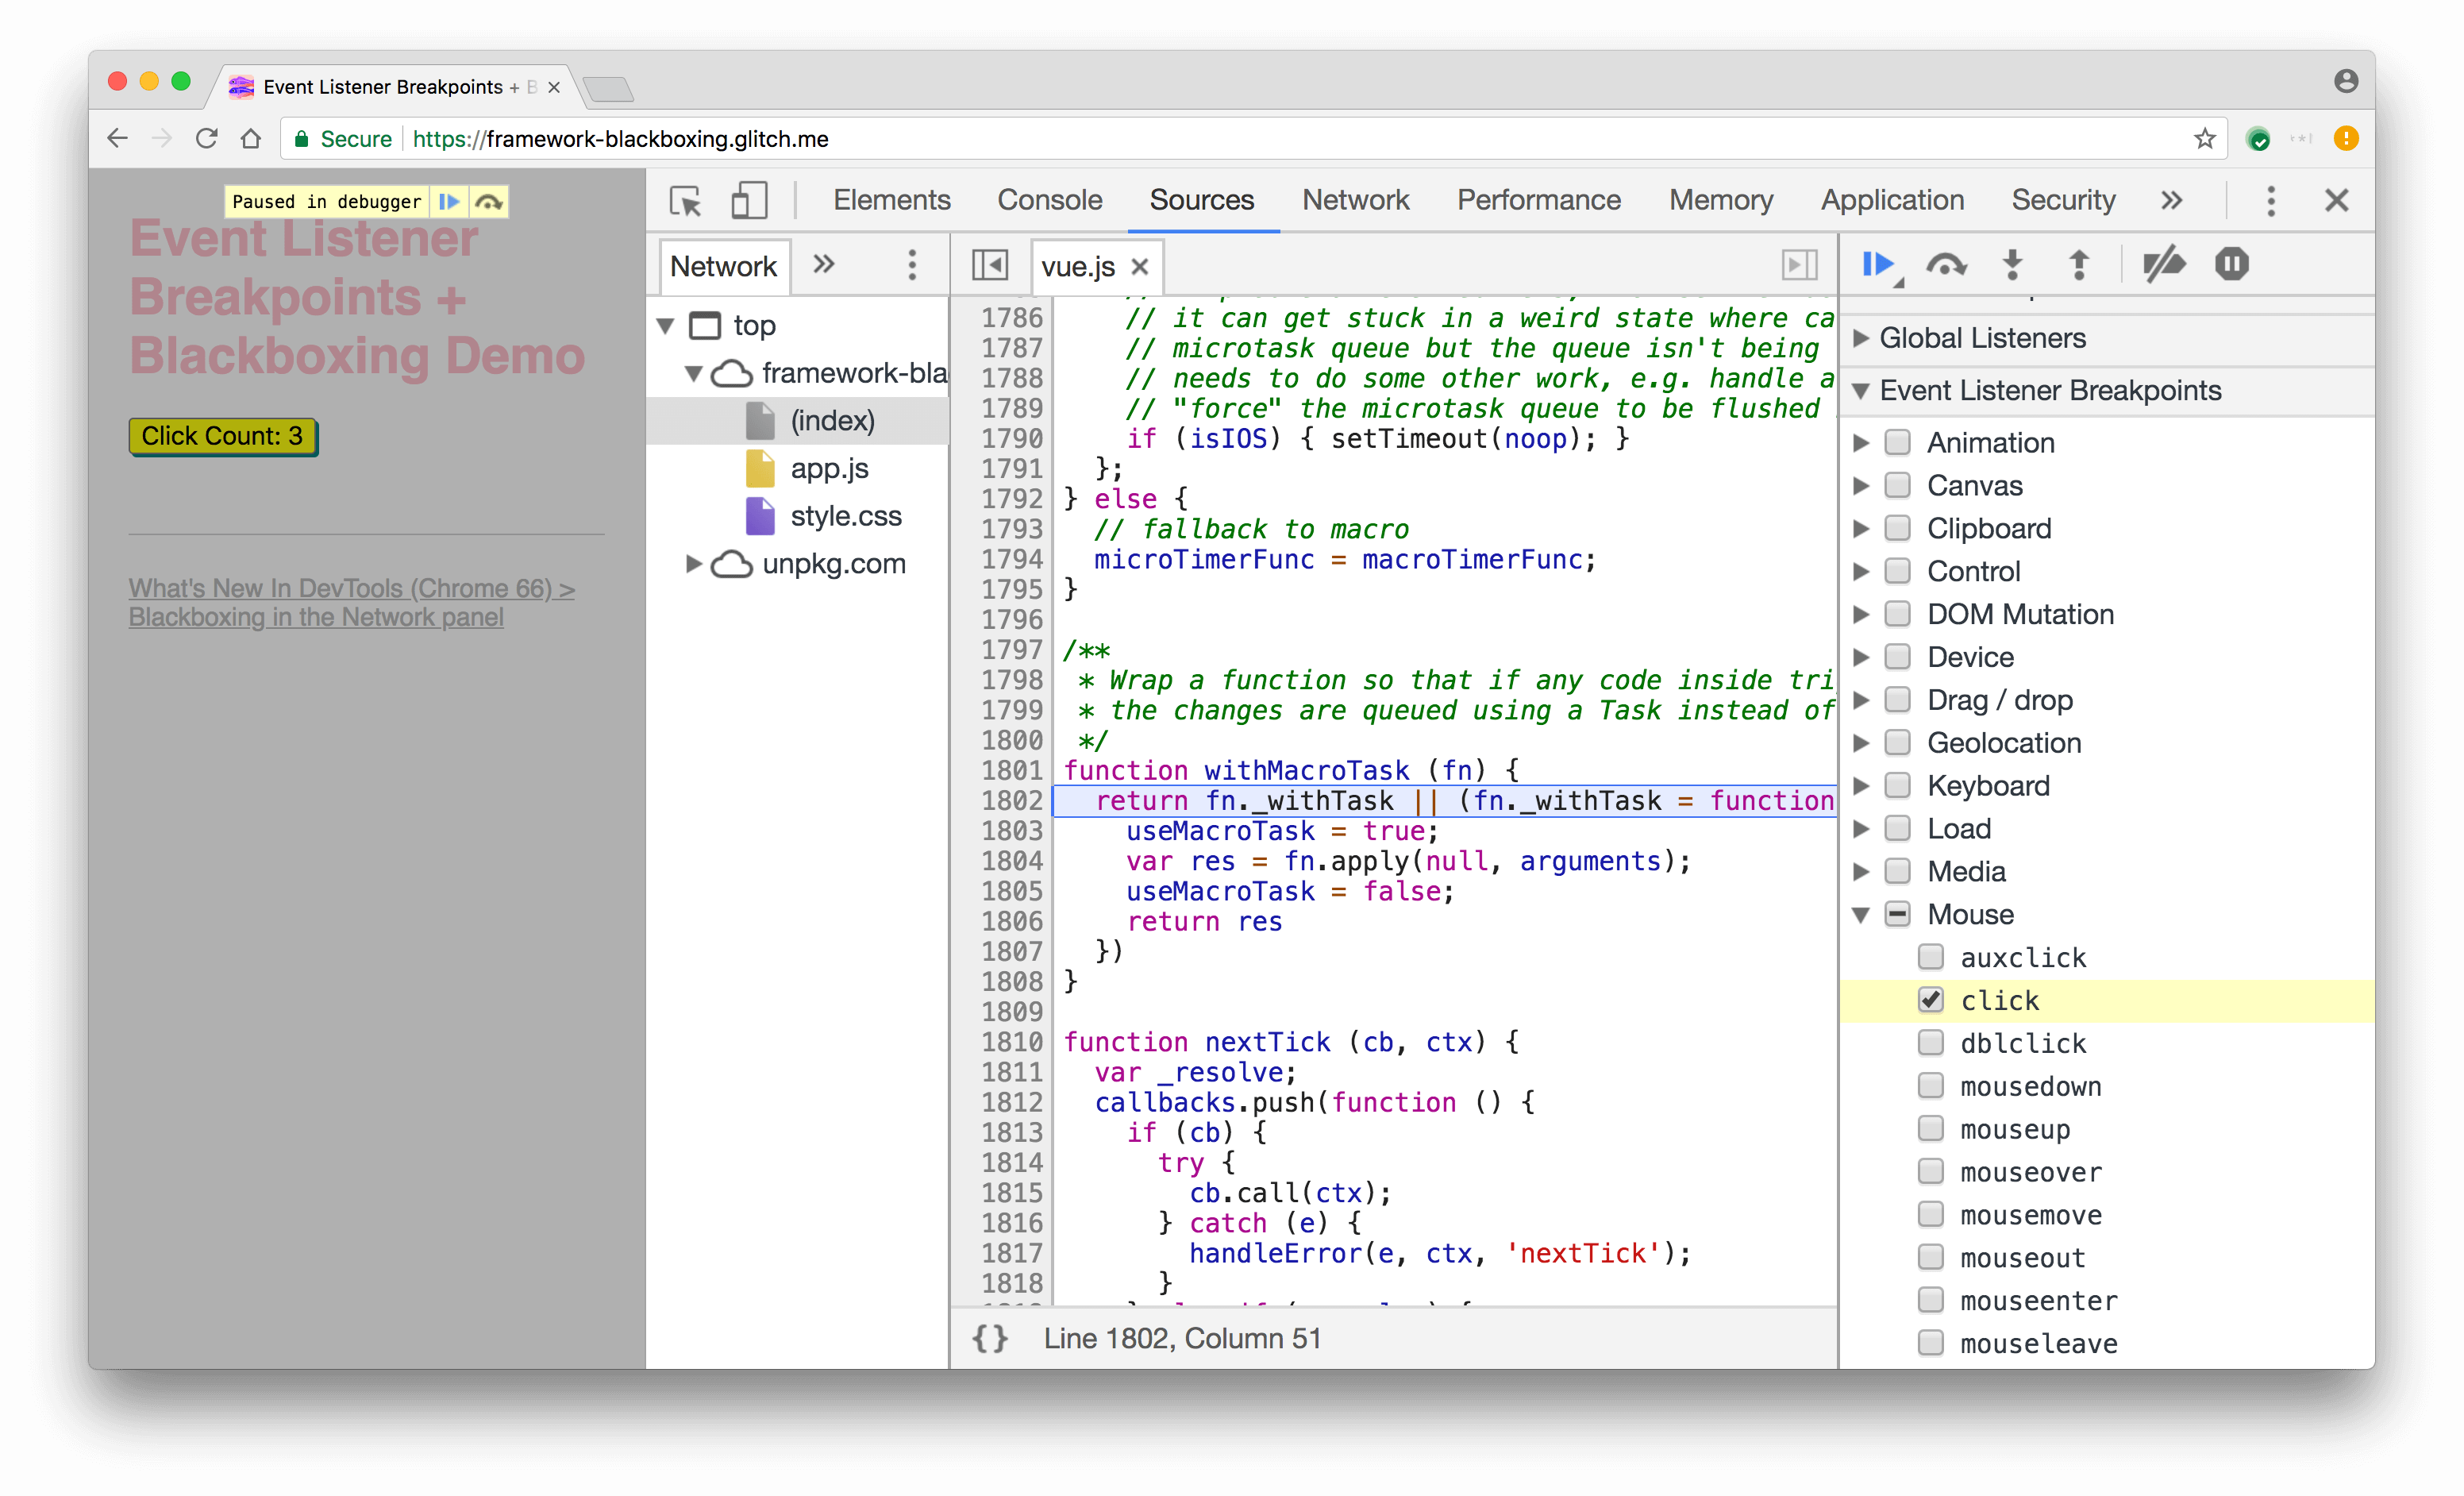 Event Listener Breakpoints + B
Secure https://framework-blackboxing.glitch.me
Paused in debugger
Event Listener
Breakpoints +
Blackboxing Demo
Click Count: 3
What's New In DevTools (Chrome 66) >
Blackboxing in the Network panel
Elements Console Sources Network Performance Memory Application Security
Network
top
framework-bla
(index)
app.js
style.css
unpkg.com
vue.js
1786 // it can get stuck in a weird state where ca
1787 // microtask queue but the queue isn't being
1788 // needs to do some other work, e.g. handle a
1789 // "force" the microtask queue to be flushed
1790 if (isIOS) { setTimeout(noop); }
1791 };
1792 } else {
1793 // fallback to macro
1794 microTimerFunc = macroTimerFunc;
1795 }
1796
1797 /**
1798 * Wrap a function so that if any code inside tri
1799 * the changes are queued using a Task instead of
1800 */
1801 function withMacroTask (fn) {
1802 return fn._withTask || (fn._withTask = function
1803 useMacroTask = true;
1804 var res = fn.apply(null, arguments);
1805 useMacroTask = false;
1806 return res
1807 })
1808 }
1809
1810 function nextTick (cb, ctx) {
1811 var _resolve;
1812 callbacks.push(function () {
1813 if (cb) {
1814 try {
1815 cb.call(ctx);
1816 } catch (e) {
1817 handleError(e, ctx, 'nextTick');
1818 }
{} Line 1802, Column 51
Global Listeners
Event Listener Breakpoints
Animation
Canvas
Clipboard
Control
DOM Mutation
Device
Drag / drop
Geolocation
Keyboard
Load
Media
Mouse
auxclick
click
dblclick
mousedown
mouseup
mouseover
mousemove
mouseout
mouseenter
mouseleave